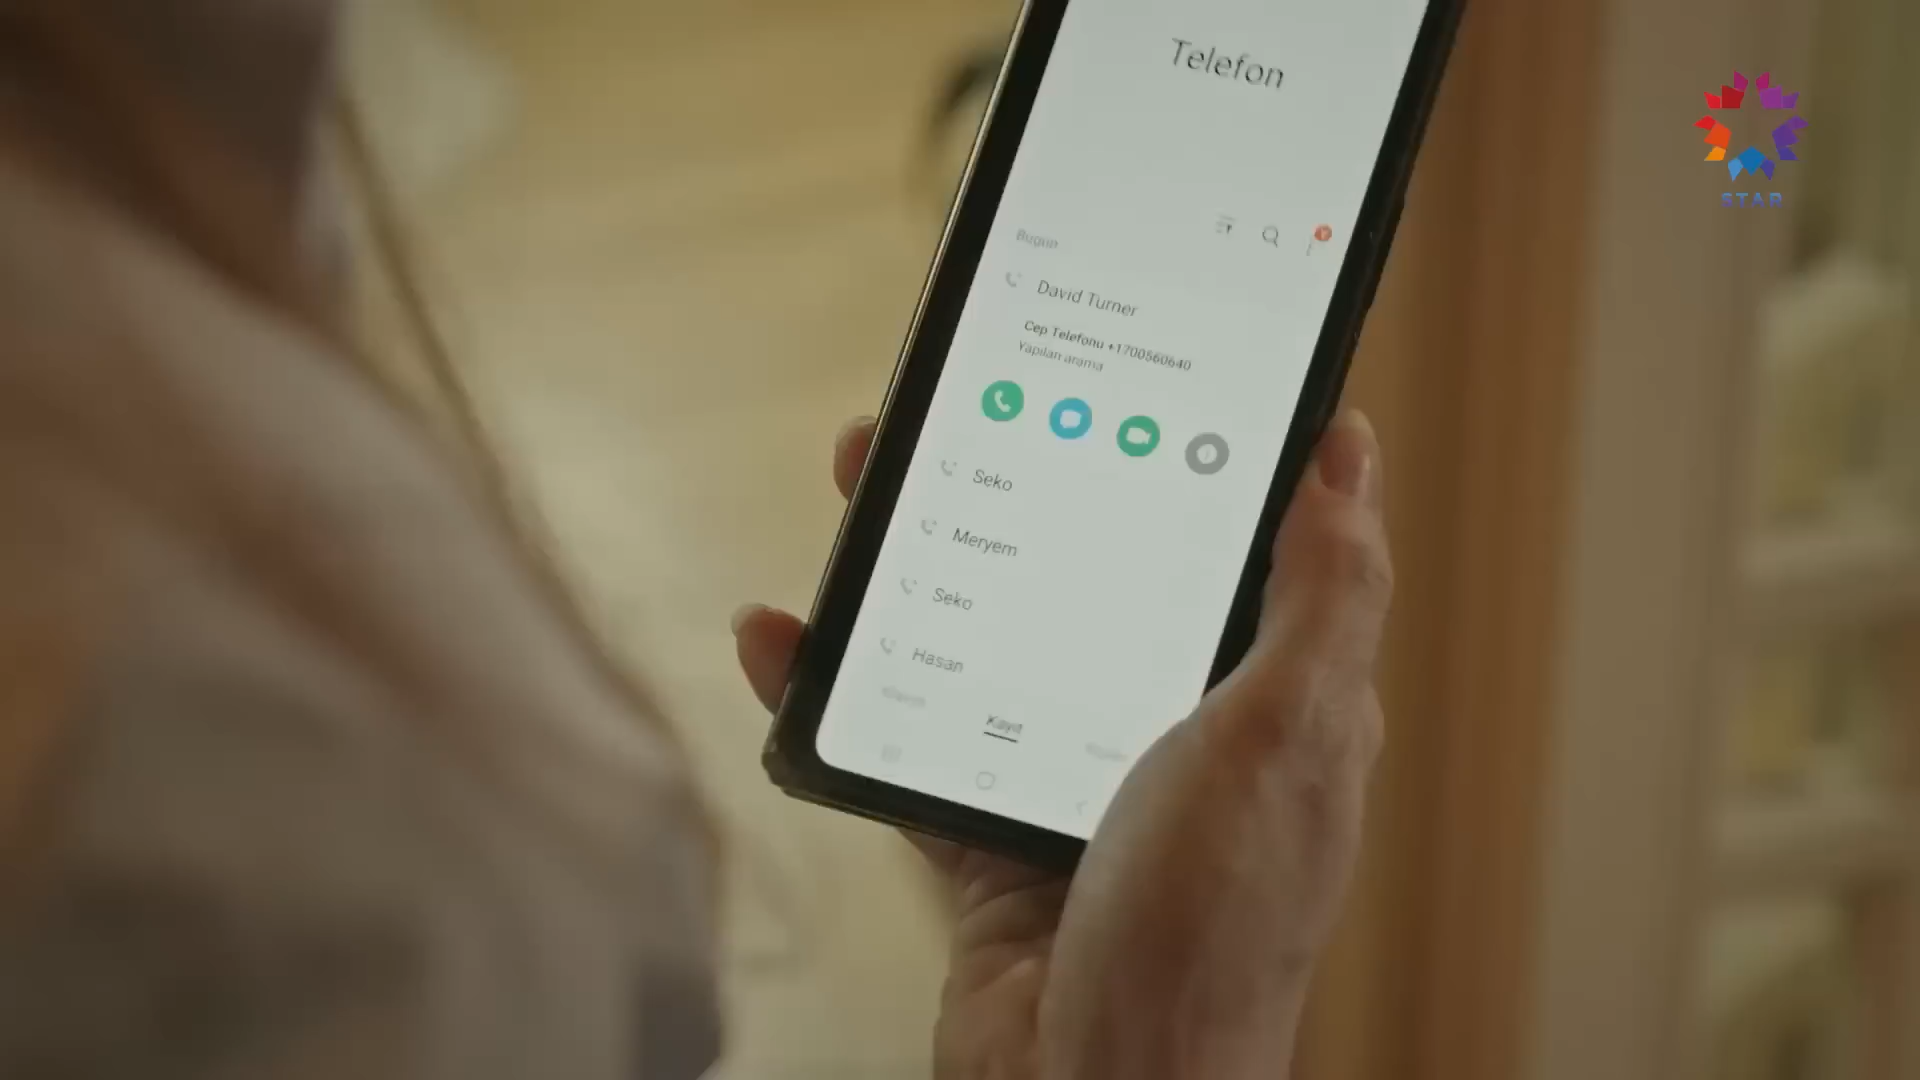 Telefon
STAR
Bugün
David Turner
Cep Telefonu +1700560640
Yapılan arama
Seko
Meryem
Seko
Hasan
Kayıt